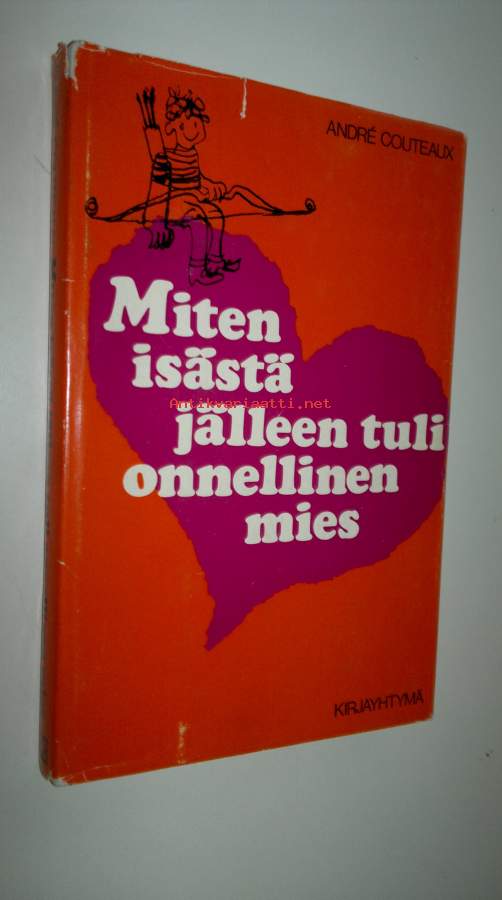 ANDRÉ COUTEAUX
Miten
isästä
Antikvariaatti.net
jälleen tuli
onnellinen
mies
KIRJAYHTYMÄ